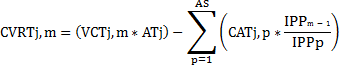 CVRTj, m = (VCTj, m * ATj) − ∑_{p=1}^{AS} (CATj, p * IPP_{m − 1} / IPPp)